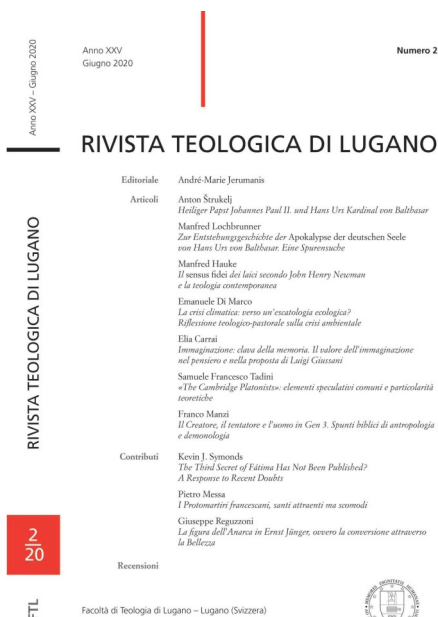 Anno XXV – Giugno 2020
RIVISTA TEOLOGICA DI LUGANO
2
20
FTL
Anno XXV
Giugno 2020
Numero 2
RIVISTA TEOLOGICA DI LUGANO
Editoriale André-Marie Jerumanis
Articoli Anton Štrukelj
Heiliger Papst Johannes Paul II. und Hans Urs Kardinal von Balthasar
Manfred Lochbrunner
Zur Entstehungsgeschichte der Apokalypse der deutschen Seele
von Hans Urs von Balthasar. Eine Spurensuche
Manfred Hauke
Il sensus fidei dei laici secondo John Henry Newman
e la teologia contemporanea
Emanuele Di Marco
La crisi climatica: verso un'escatologia ecologica?
Riflessione teologico-pastorale sulla crisi ambientale
Elia Carrai
Immaginazione: clava della memoria. Il valore dell'immaginazione
nel pensiero e nella proposta di Luigi Giussani
Samuele Francesco Tadini
«The Cambridge Platonists»: elementi speculativi comuni e particolarità
teoretiche
Franco Manzi
Il Creatore, il tentatore e l'uomo in Gen 3. Spunti biblici di antropologia
e demonologia
Contributi Kevin J. Symonds
The Third Secret of Fátima Has Not Been Published?
A Response to Recent Doubts
Pietro Messa
I Protomartiri francescani, santi attraenti ma scomodi
Giuseppe Reguzzoni
La figura dell'Anarca in Ernst Jünger, ovvero la conversione attraverso
la Bellezza
Recensioni
Facoltà di Teologia di Lugano – Lugano (Svizzera)